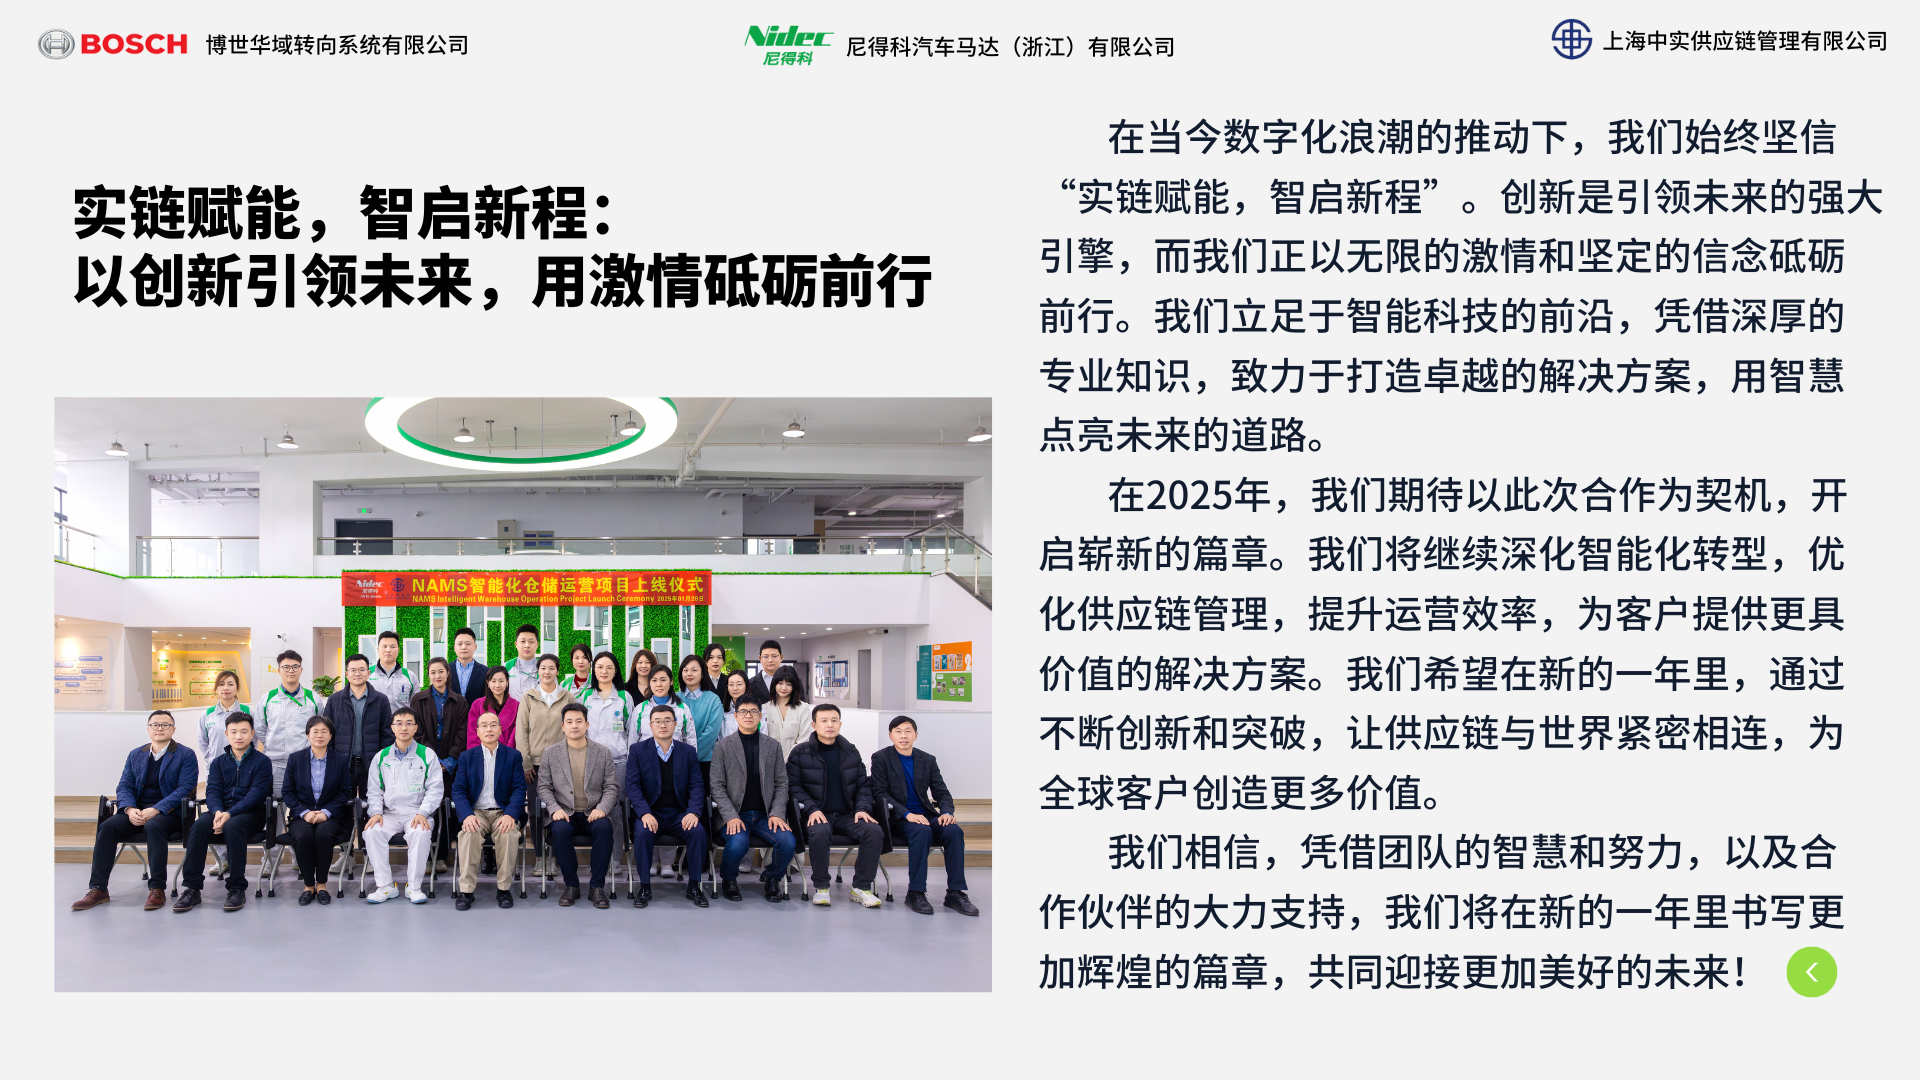 BOSCH 博世华域转向系统有限公司
Nidec
尼得科
尼得科汽车马达（浙江）有限公司
上海中实供应链管理有限公司
实链赋能，智启新程：
以创新引领未来，用激情砥砺前行
Nidec
尼得科
NAMS智能化仓储运营项目上线仪式
NAMS Intelligent Warehouse Operation Project Launch Ceremony 2025年01月20日
在当今数字化浪潮的推动下，我们始终坚信
“实链赋能，智启新程”。创新是引领未来的强大
引擎，而我们正以无限的激情和坚定的信念砥砺
前行。我们立足于智能科技的前沿，凭借深厚的
专业知识，致力于打造卓越的解决方案，用智慧
点亮未来的道路。
在2025年，我们期待以此次合作为契机，开
启崭新的篇章。我们将继续深化智能化转型，优
化供应链管理，提升运营效率，为客户提供更具
价值的解决方案。我们希望在新的一年里，通过
不断创新和突破，让供应链与世界紧密相连，为
全球客户创造更多价值。
我们相信，凭借团队的智慧和努力，以及合
作伙伴的大力支持，我们将在新的一年里书写更
加辉煌的篇章，共同迎接更加美好的未来！